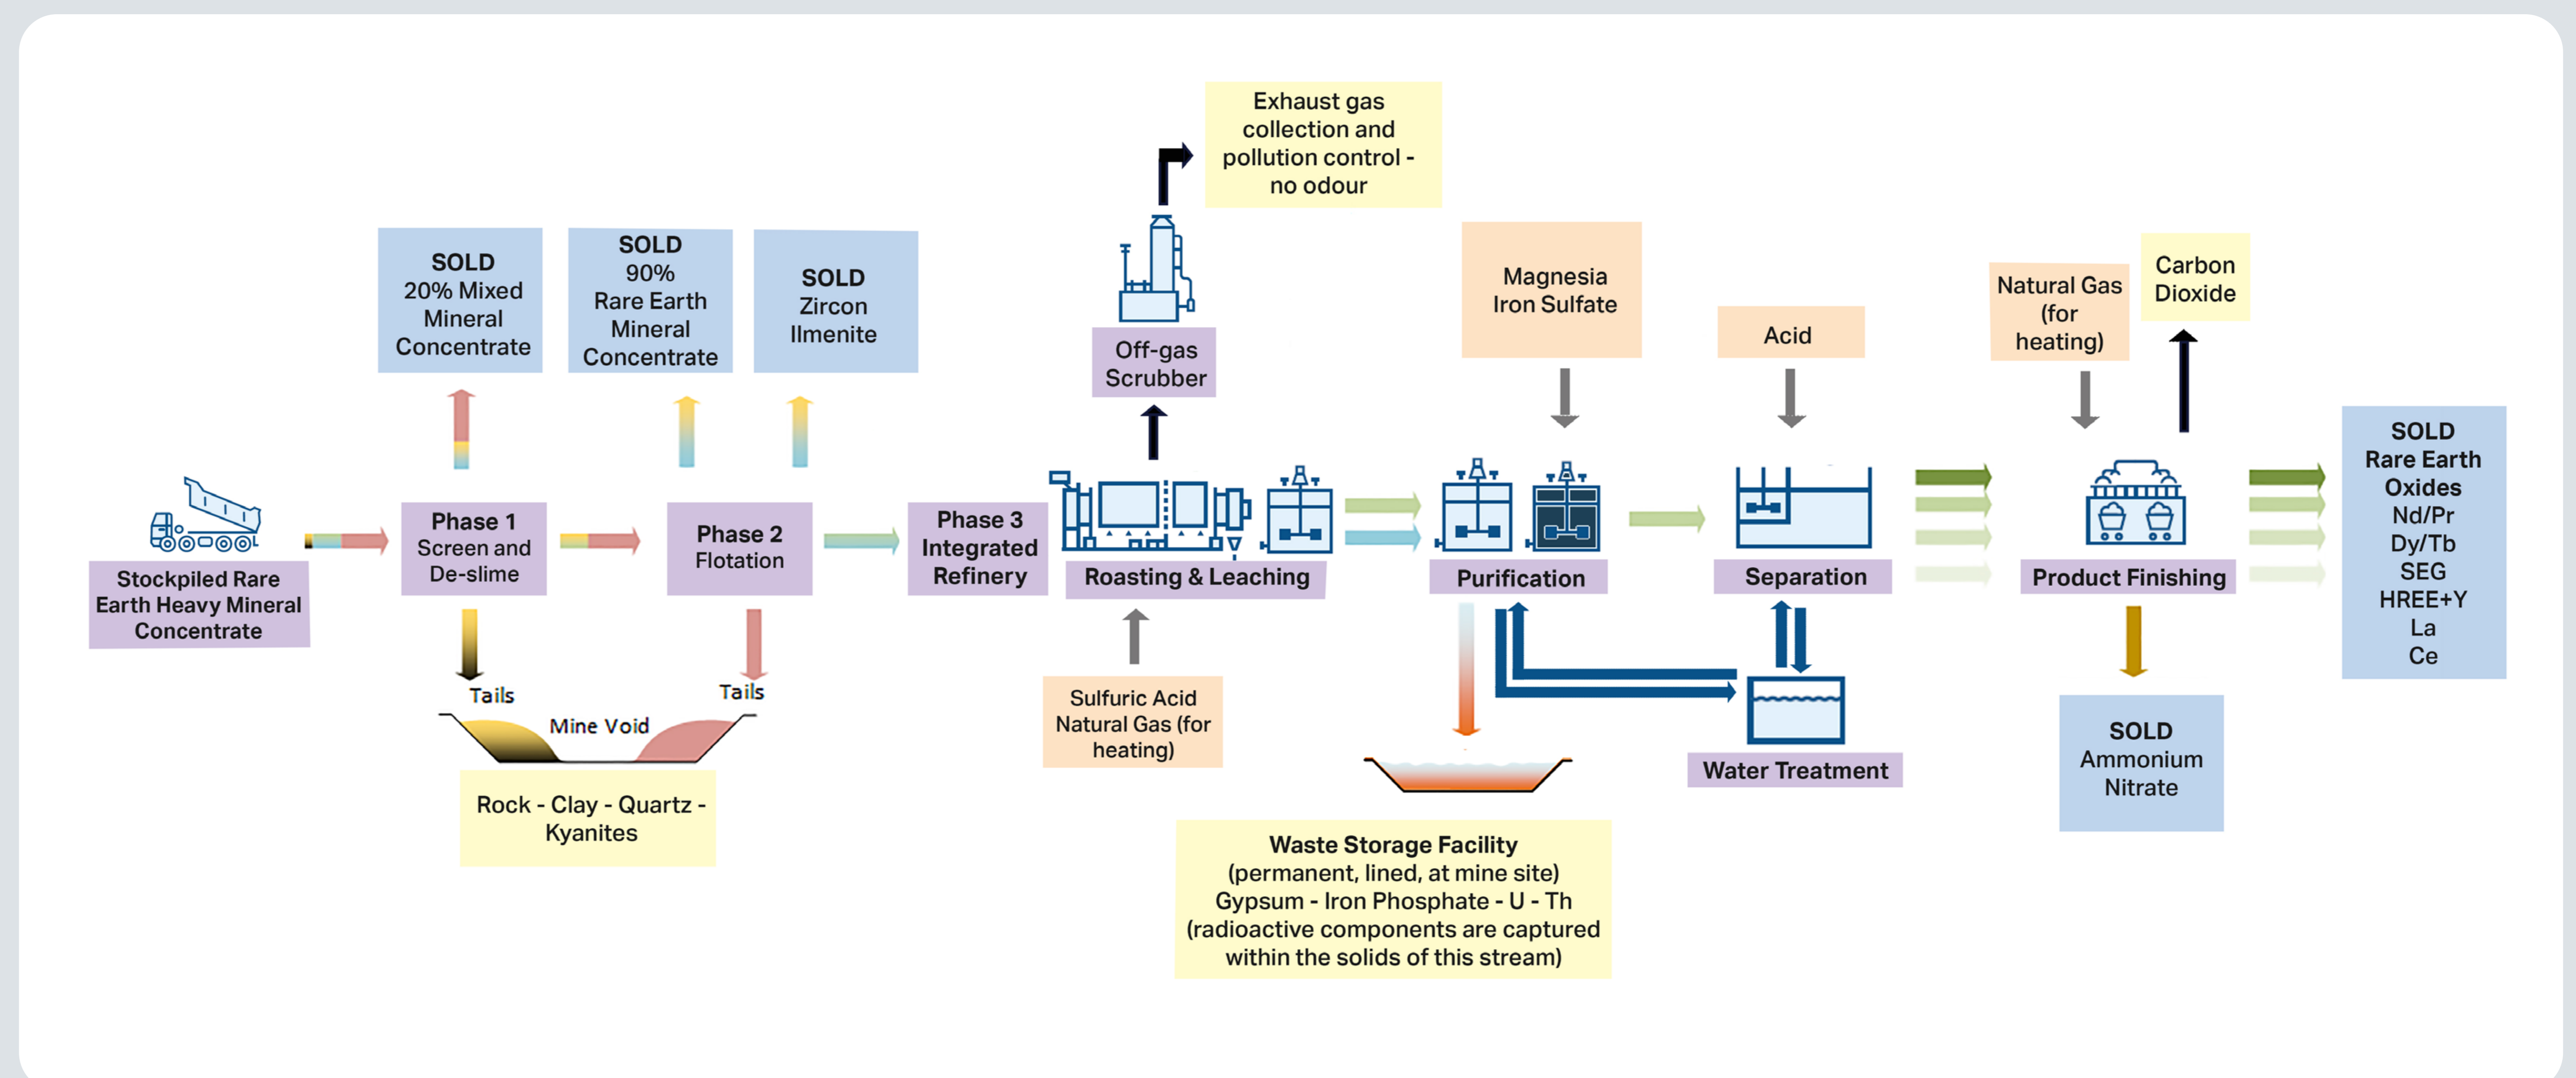 Exhaust gas
collection and
pollution control -
no odour
SOLD
20% Mixed
Mineral
Concentrate
SOLD
90%
Rare Earth
Mineral
Concentrate
SOLD
Zircon
Ilmenite
Off-gas
Scrubber
Magnesia
Iron Sulfate
Acid
Natural Gas
(for
heating)
Carbon
Dioxide
Stockpiled Rare
Earth Heavy Mineral
Concentrate
Phase 1
Screen and
De-slime
Phase 2
Flotation
Phase 3
Integrated
Refinery
Roasting & Leaching
Purification
Separation
Product Finishing
SOLD
Rare Earth
Oxides
Nd/Pr
Dy/Tb
SEG
HREE+Y
La
Ce
Tails
Tails
Mine Void
Rock - Clay - Quartz -
Kyanites
Sulfuric Acid
Natural Gas (for
heating)
Water Treatment
SOLD
Ammonium
Nitrate
Waste Storage Facility
(permanent, lined, at mine site)
Gypsum - Iron Phosphate - U - Th
(radioactive components are captured
within the solids of this stream)